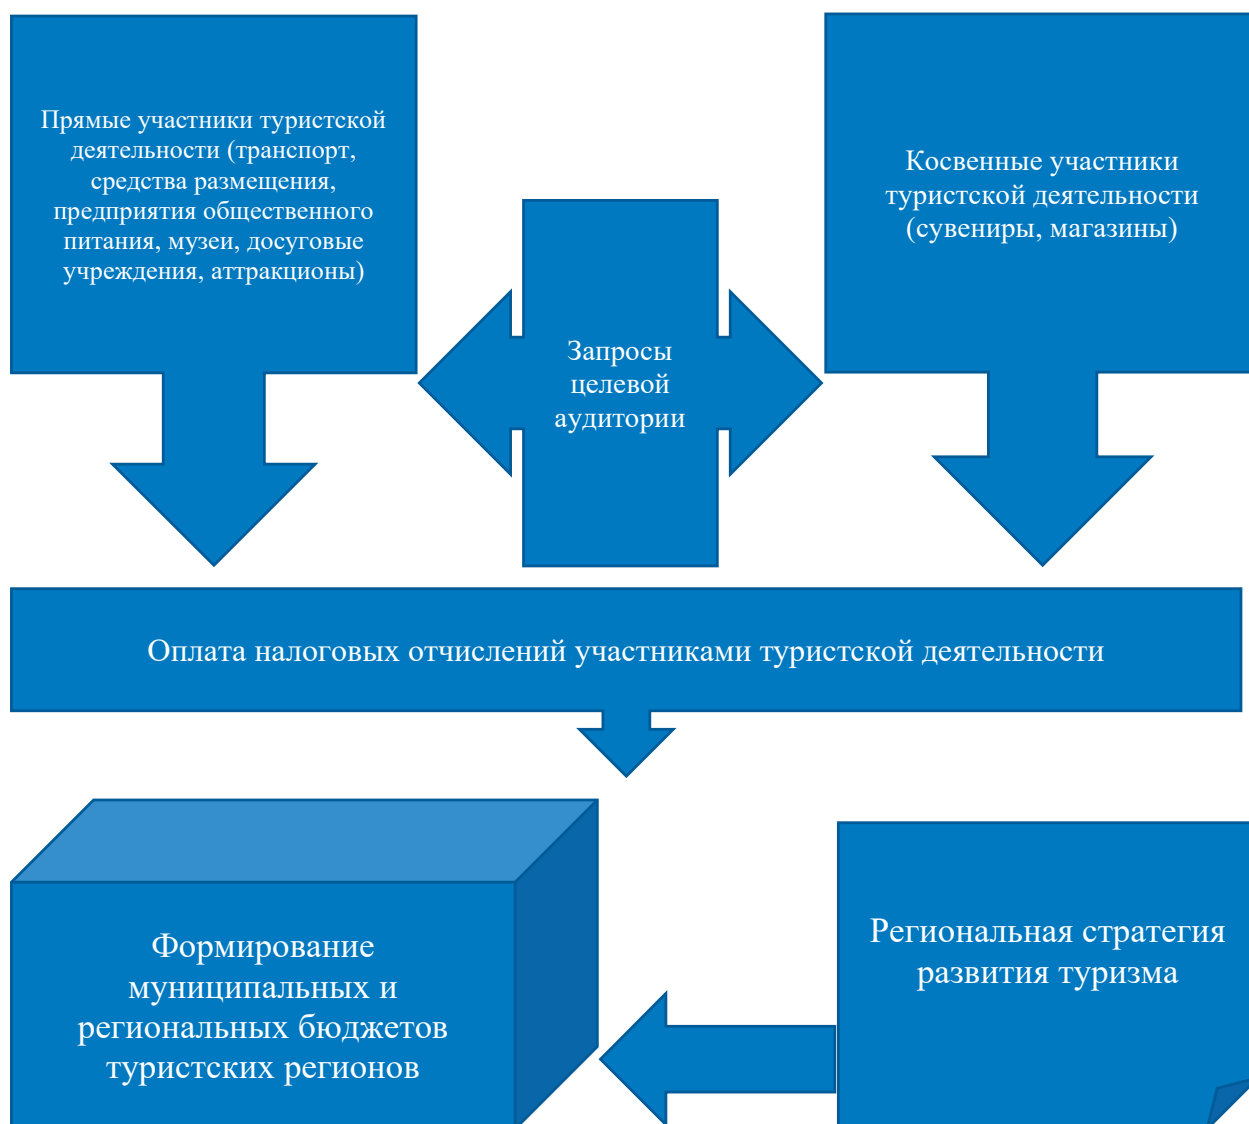 Прямые участники туристской
деятельности (транспорт,
средства размещения,
предприятия общественного
питания, музеи, досуговые
учреждения, аттракционы)
Косвенные участники
туристской деятельности
(сувениры, магазины)
Запросы
целевой
аудитории
Оплата налоговых отчислений участниками туристской деятельности
Формирование
муниципальных и
региональных бюджетов
туристских регионов
Региональная стратегия
развития туризма